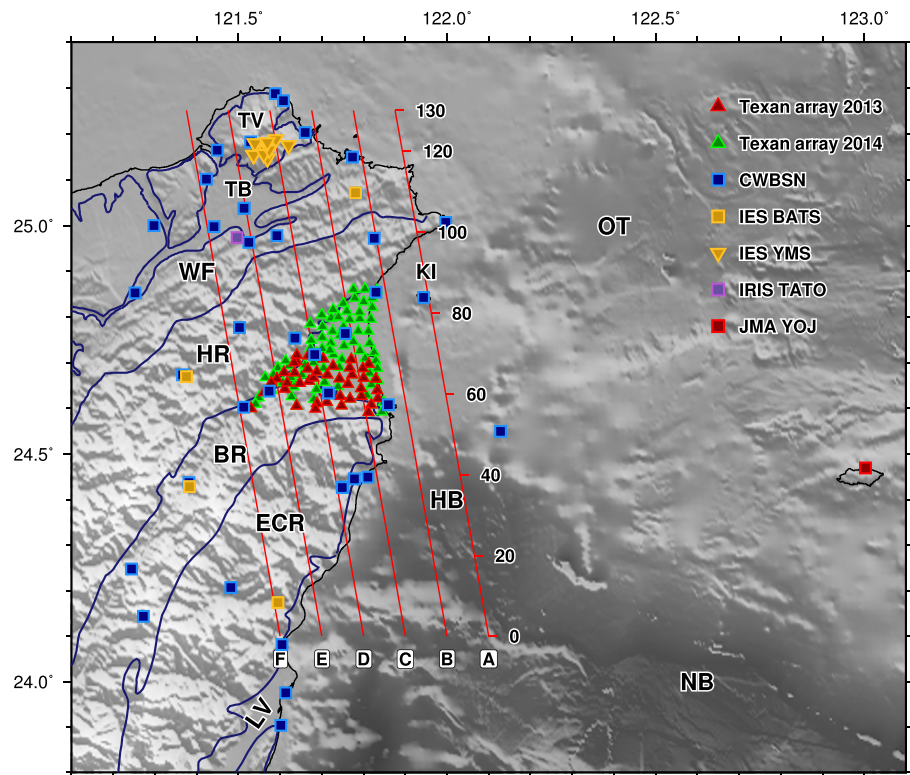 121.5° 122.0° 122.5° 123.0°
130
TV
Texan array 2013
Texan array 2014
120
TB
CWBSN
IES BATS
25.0°
100
OT
IES YMS
WF
KI
IRIS TATO
80
JMA YOJ
HR
60
24.5°
BR
40
HB
ECR
20
0
F E D C B A
24.0°
NB
LV